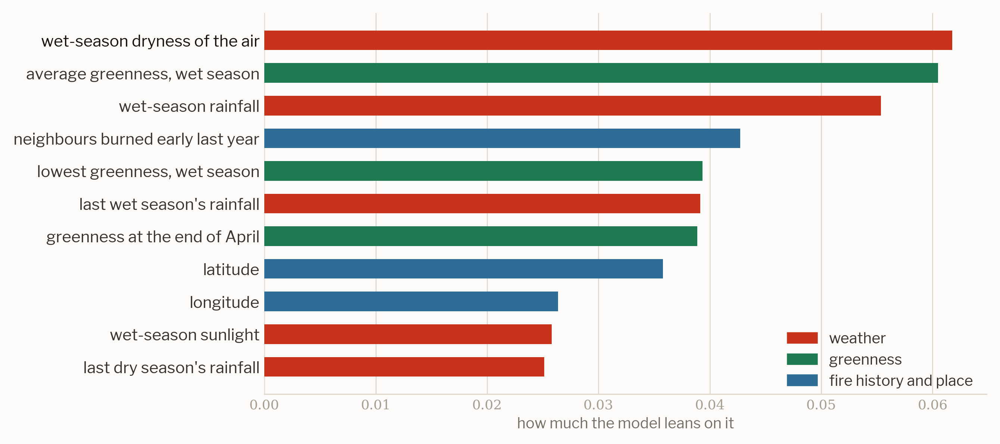 wet-season dryness of the air
average greenness, wet season
wet-season rainfall
neighbours burned early last year
lowest greenness, wet season
last wet season's rainfall
greenness at the end of April
latitude
longitude
wet-season sunlight
last dry season's rainfall
weather
greenness
fire history and place
0.00 0.01 0.02 0.03 0.04 0.05 0.06
how much the model leans on it